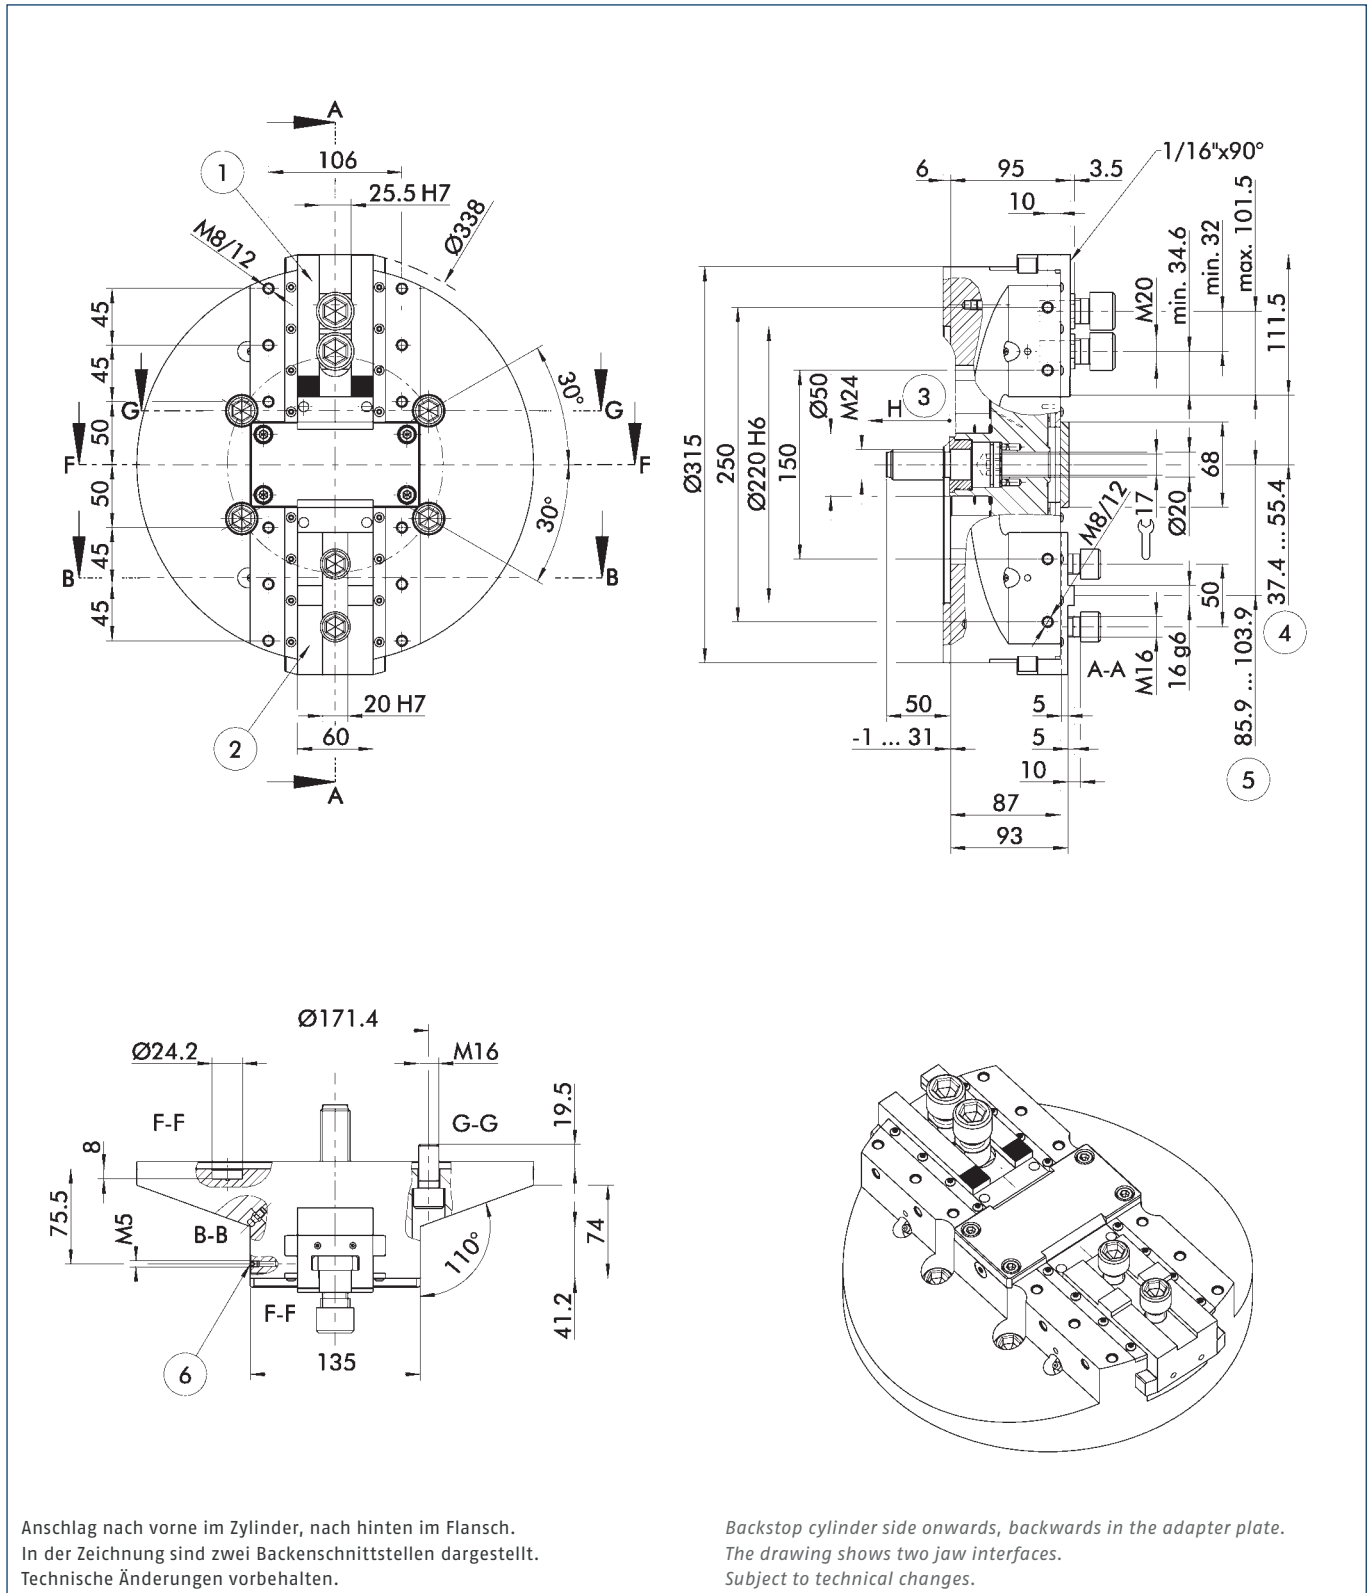 A
1
106
25.5 H7
Ø338
M8/12
45
45
50
50
45
45
G
G
F
F
B
B
30°
30°
20 H7
60
2
A
1/16"x90°
6
95
3.5
10
M20
min. 34.6
min. 32
max. 101.5
111.5
Ø315
250
Ø220 H6
150
Ø50
M24
H
3
68
M8/12
17
Ø20
50
37.4 ... 55.4
4
A-A
M16
16 g6
85.9 ... 103.9
5
50
-1 ... 31
5
5
10
87
93
Ø171.4
Ø24.2
M16
F-F
G-G
19.5
8
75.5
M5
B-B
110°
74
41.2
F-F
135
6
Anschlag nach vorne im Zylinder, nach hinten im Flansch.
In der Zeichnung sind zwei Backenschnittstellen dargestellt.
Technische Änderungen vorbehalten.
Backstop cylinder side onwards, backwards in the adapter plate.
The drawing shows two jaw interfaces.
Subject to technical changes.